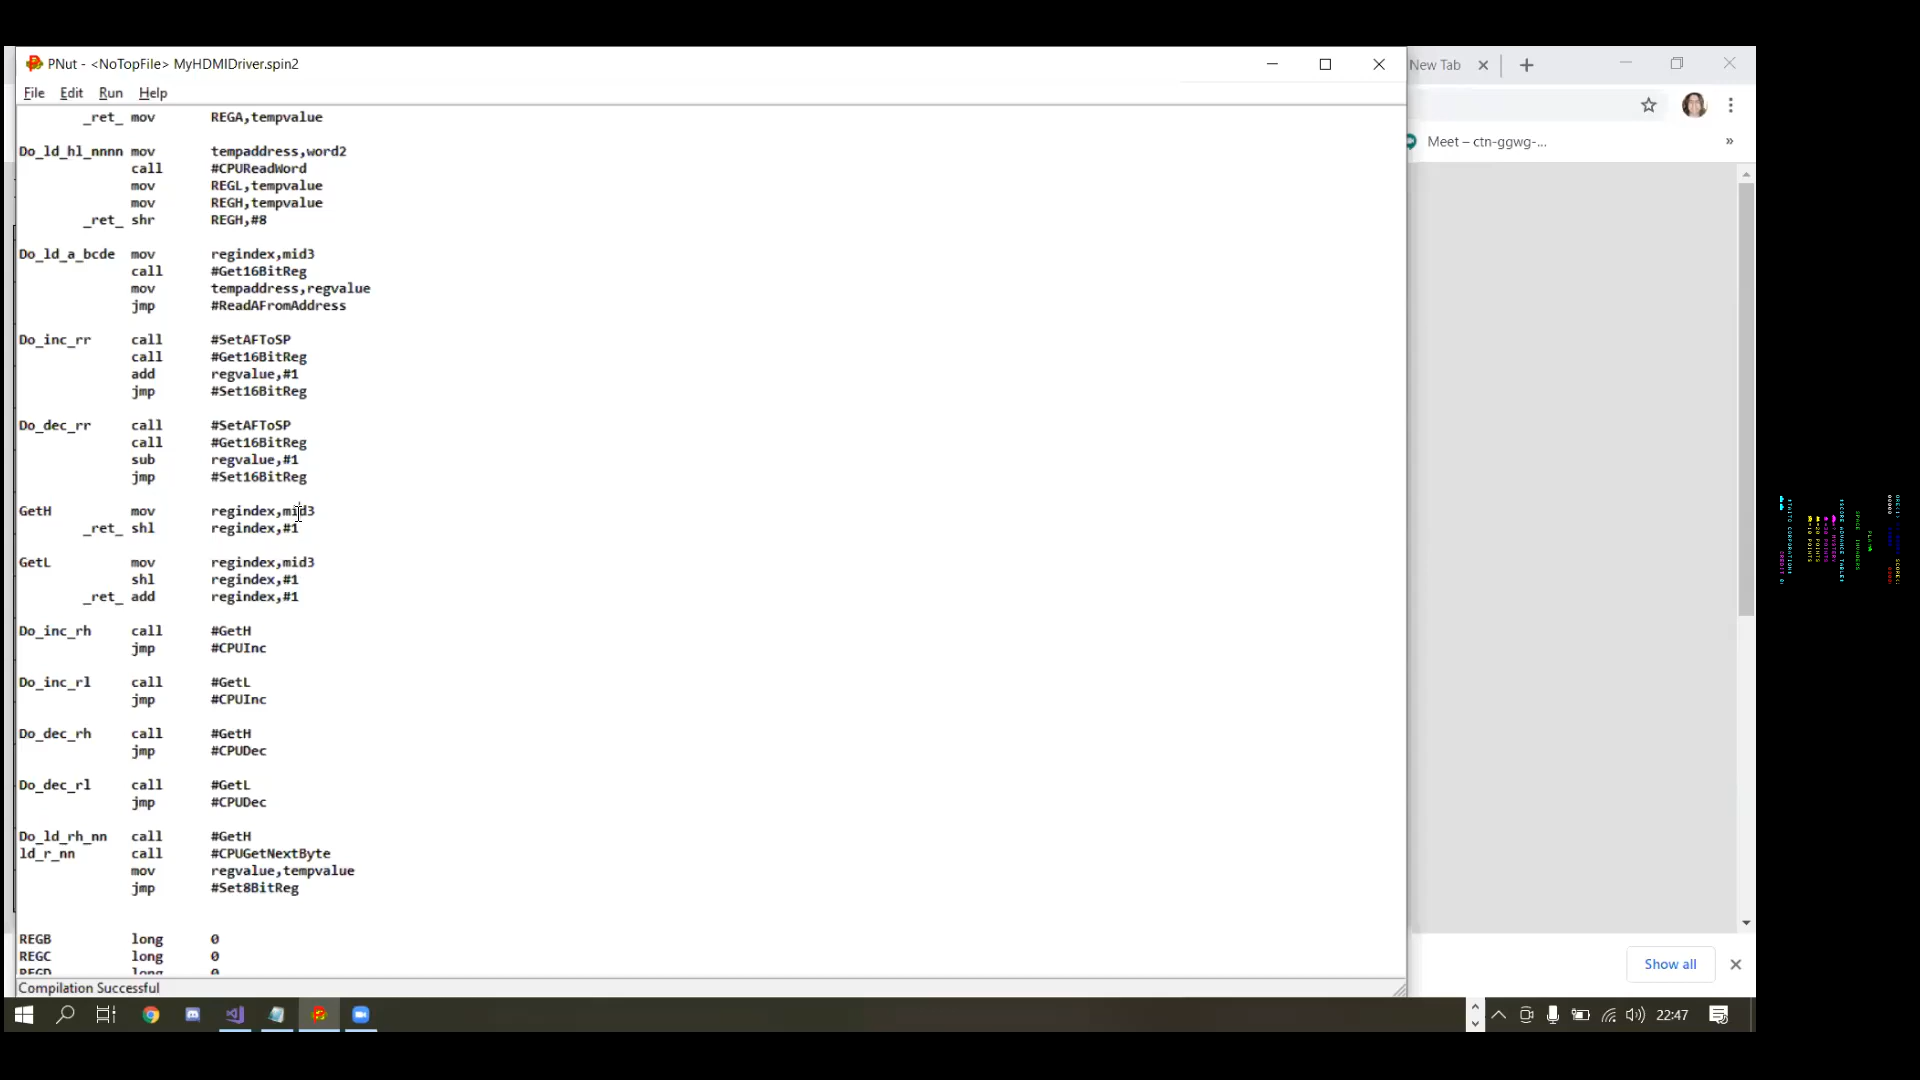 PNut - <NoTopFile> MyHDMIDriver.spin2
New Tab
File Edit Run Help
Meet – ctn-ggwg-...
_ret_ mov REGA,tempvalue
Do_ld_hl_nnnn mov tempaddress,word2
call #CPUReadWord
mov REGL,tempvalue
mov REGH,tempvalue
_ret_ shr REGH,#8
Do_ld_a_bcde mov regindex,mid3
call #Get16BitReg
mov tempaddress,regvalue
jmp #ReadAFromAddress
Do_inc_rr call #SetAFToSP
call #Get16BitReg
add regvalue,#1
jmp #Set16BitReg
Do_dec_rr call #SetAFToSP
call #Get16BitReg
sub regvalue,#1
jmp #Set16BitReg
GetH mov regindex,mid3
_ret_ shl regindex,#1
GetL mov regindex,mid3
shl regindex,#1
_ret_ add regindex,#1
Do_inc_rh call #GetH
jmp #CPUInc
Do_inc_rl call #GetL
jmp #CPUInc
Do_dec_rh call #GetH
jmp #CPUDec
Do_dec_rl call #GetL
jmp #CPUDec
Do_ld_rh_nn call #GetH
ld_r_nn call #CPUGetNextByte
mov regvalue,tempvalue
jmp #Set8BitReg
REGB long 0
REGC long 0
REGD long 0
Compilation Successful
Show all
22:47